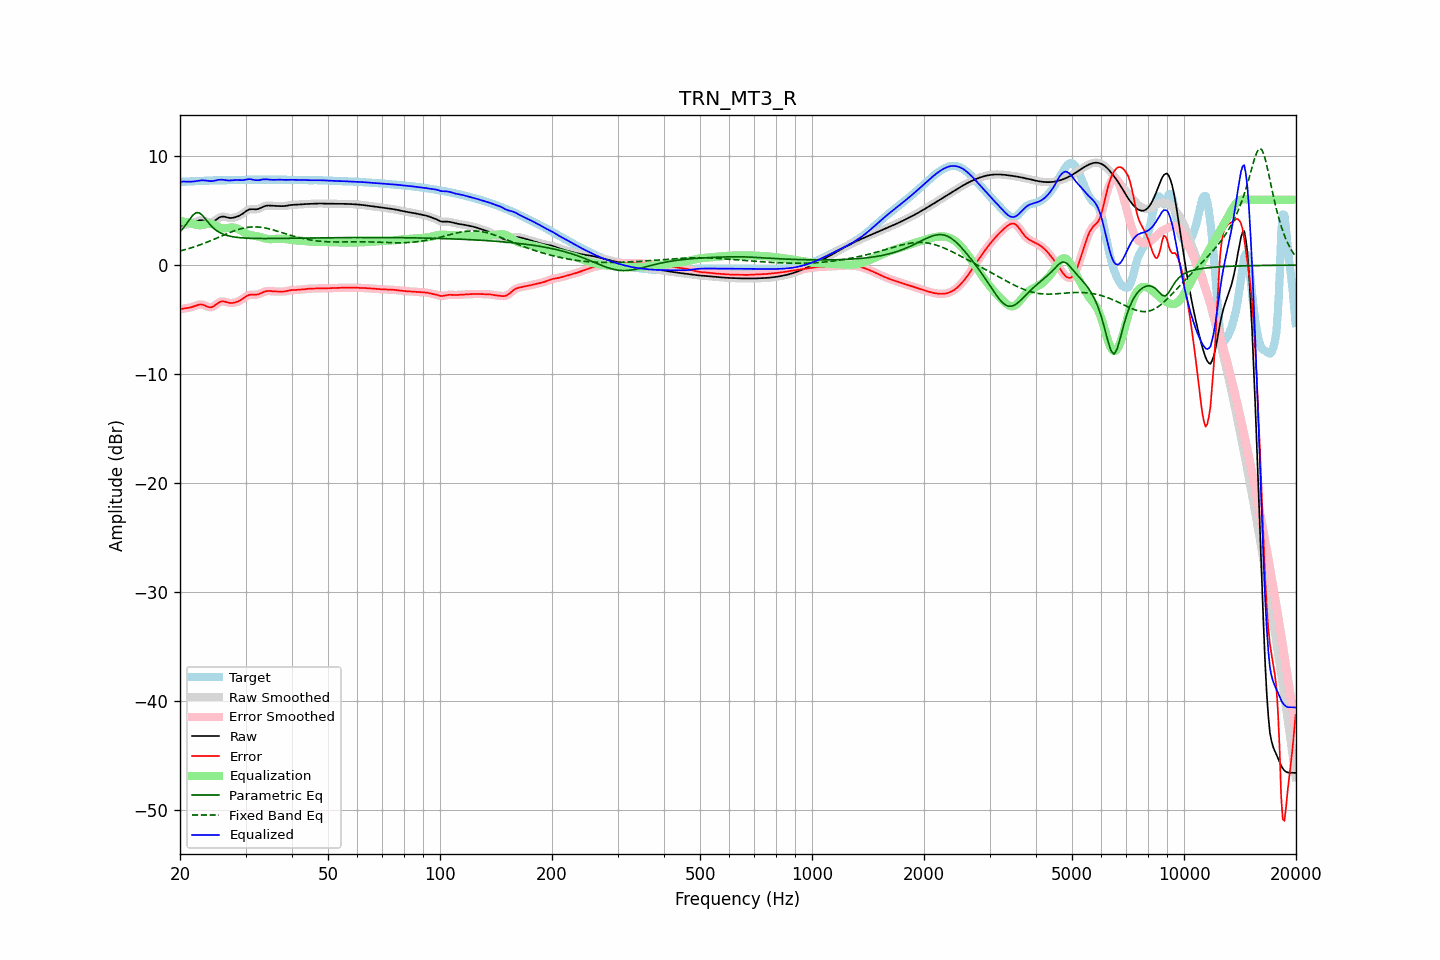 TRN_MT3_R
Amplitude (dBr)
10
0
−10
−20
−30
−40
−50
Target
Raw Smoothed
Error Smoothed
Raw
Error
Equalization
Parametric Eq
Fixed Band Eq
Equalized
20 50 100 200 500 1000 2000 5000 10000 20000
Frequency (Hz)